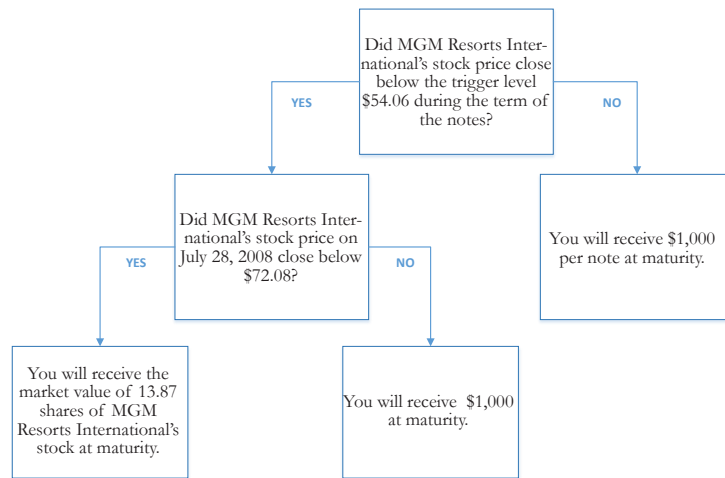 Did MGM Resorts Inter-
national's stock price close
below the trigger level
$54.06 during the term of
the notes?
YES
NO
Did MGM Resorts Inter-
national's stock price on
July 28, 2008 close below
$72.08?
You will receive $1,000
per note at maturity.
YES
NO
You will receive the
market value of 13.87
shares of MGM
Resorts International's
stock at maturity.
You will receive $1,000
at maturity.